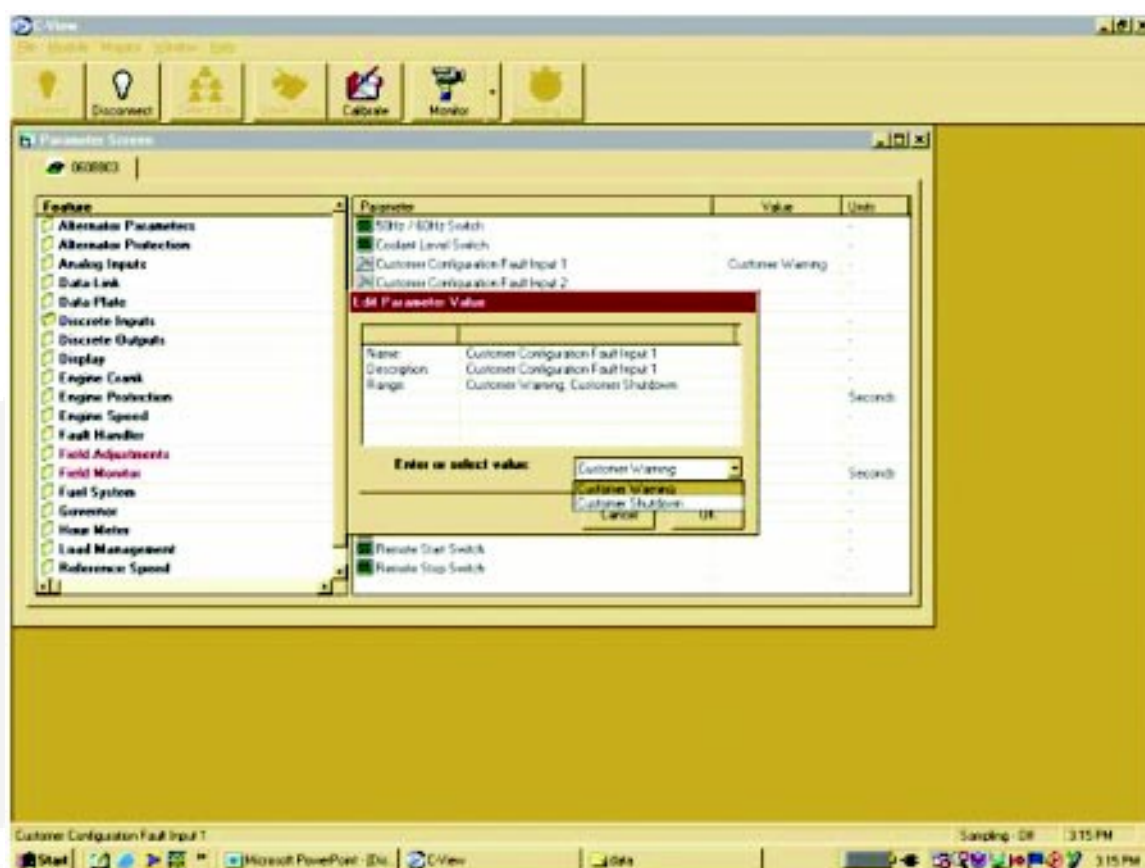 C-View
File Module Monitor Window Help
Disconnect
Calibrate
Monitor
Parameter Screen
Feature
Parameter
Value
Units
Alternator Parameters
50Hz / 60Hz Switch
Alternator Protection
Coolant Level Switch
Analog Inputs
Customer Configuration Fault Input 1
Customer Warning
Data Link
Customer Configuration Fault Input 2
Data Plate
Discrete Inputs
Discrete Outputs
Display
Engine Crank
Engine Protection
Seconds
Engine Speed
Fault Handler
Field Adjustments
Field Monitor
Seconds
Fuel System
Governor
Hour Meter
Load Management
Remote Start Switch
Reference Speed
Remote Stop Switch
Edit Parameter Value
Name
Customer Configuration Fault Input 1
Description
Customer Configuration Fault Input 1
Range
Customer Warning, Customer Shutdown
Enter or select value:
Customer Warning
Customer Warning
Customer Shutdown
Cancel
OK
Customer Configuration Fault Input 1
Sampling - Off
3:15 PM
Start
Microsoft PowerPoint - [Dis...
C-View
data
3:15 PM